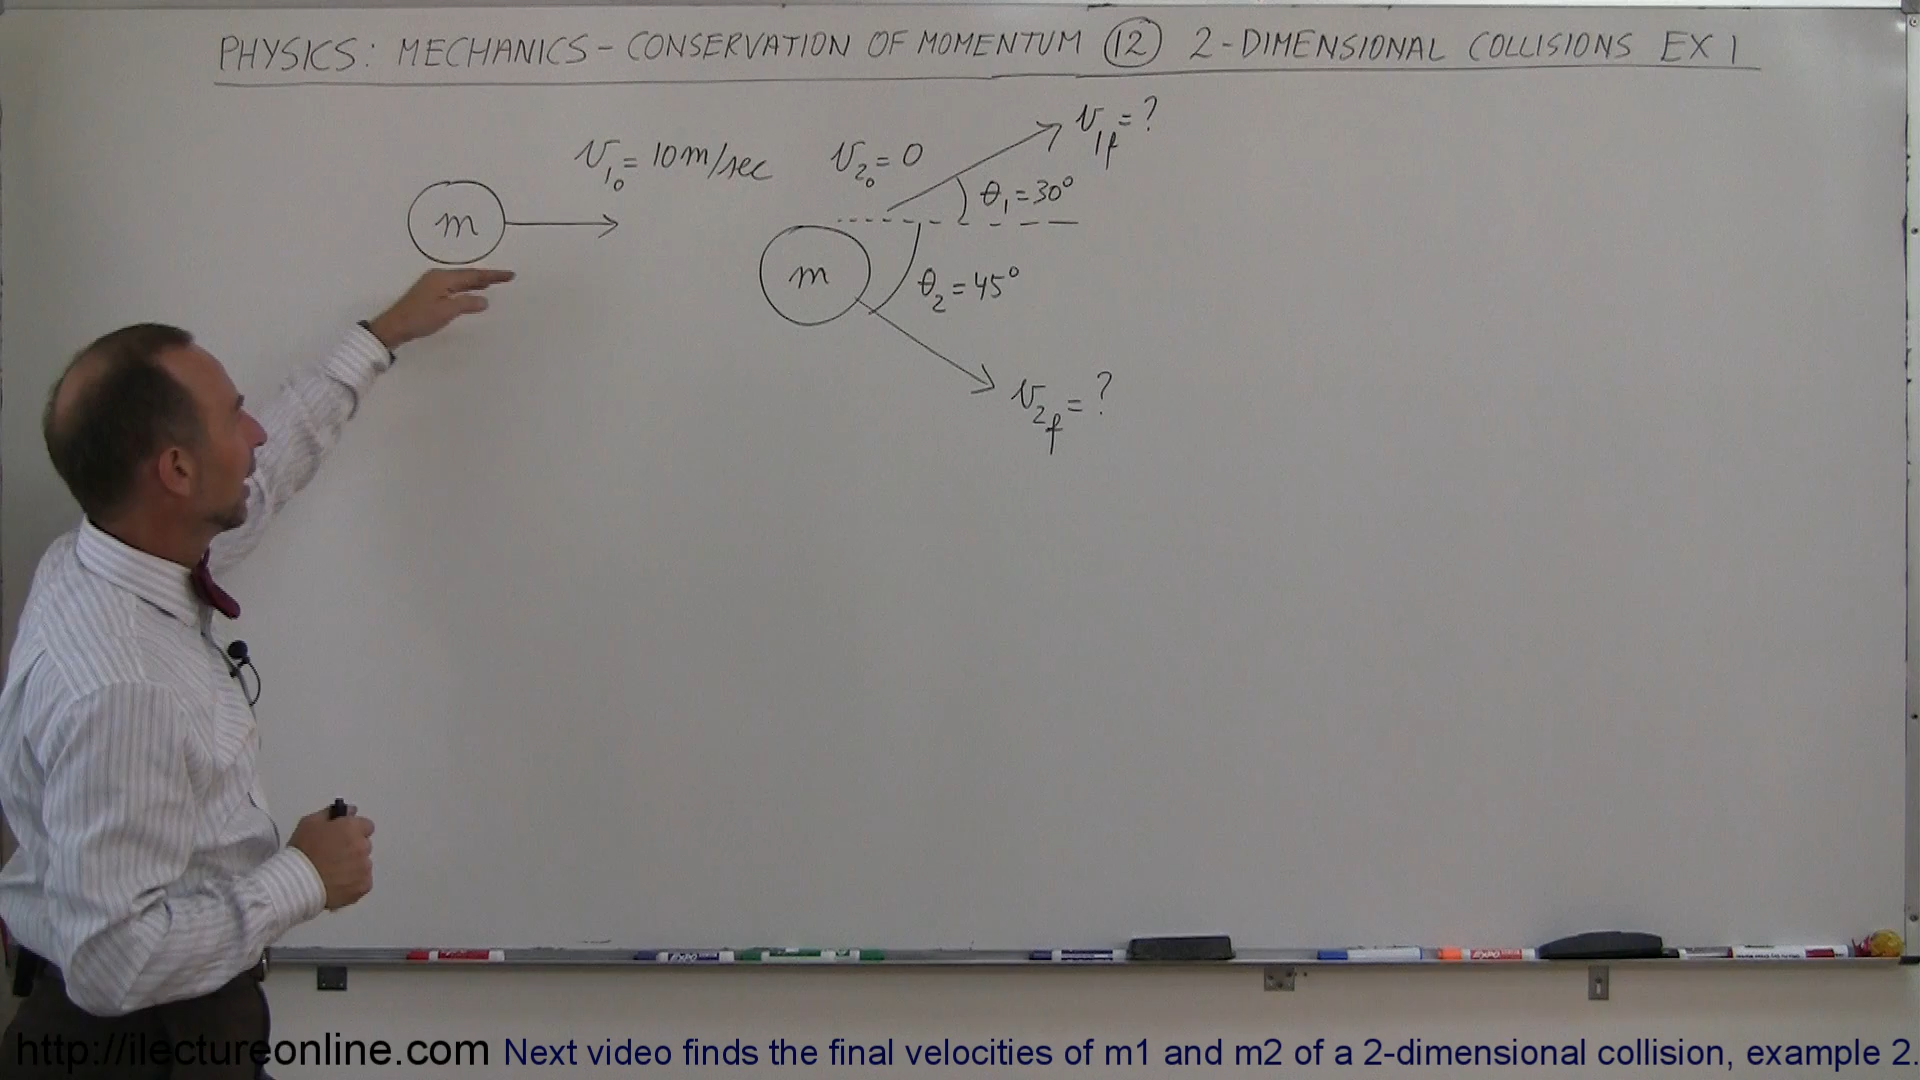 PHYSICS: MECHANICS - CONSERVATION OF MOMENTUM 12 2-DIMENSIONAL COLLISIONS EX 1
v₁₀ = 10 m/sec
v₂₀ = 0
v₁f = ?
θ₁ = 30°
m
m
θ₂ = 45°
v₂f = ?
http://ilectureonline.com Next video finds the final velocities of m1 and m2 of a 2-dimensional collision, example 2.